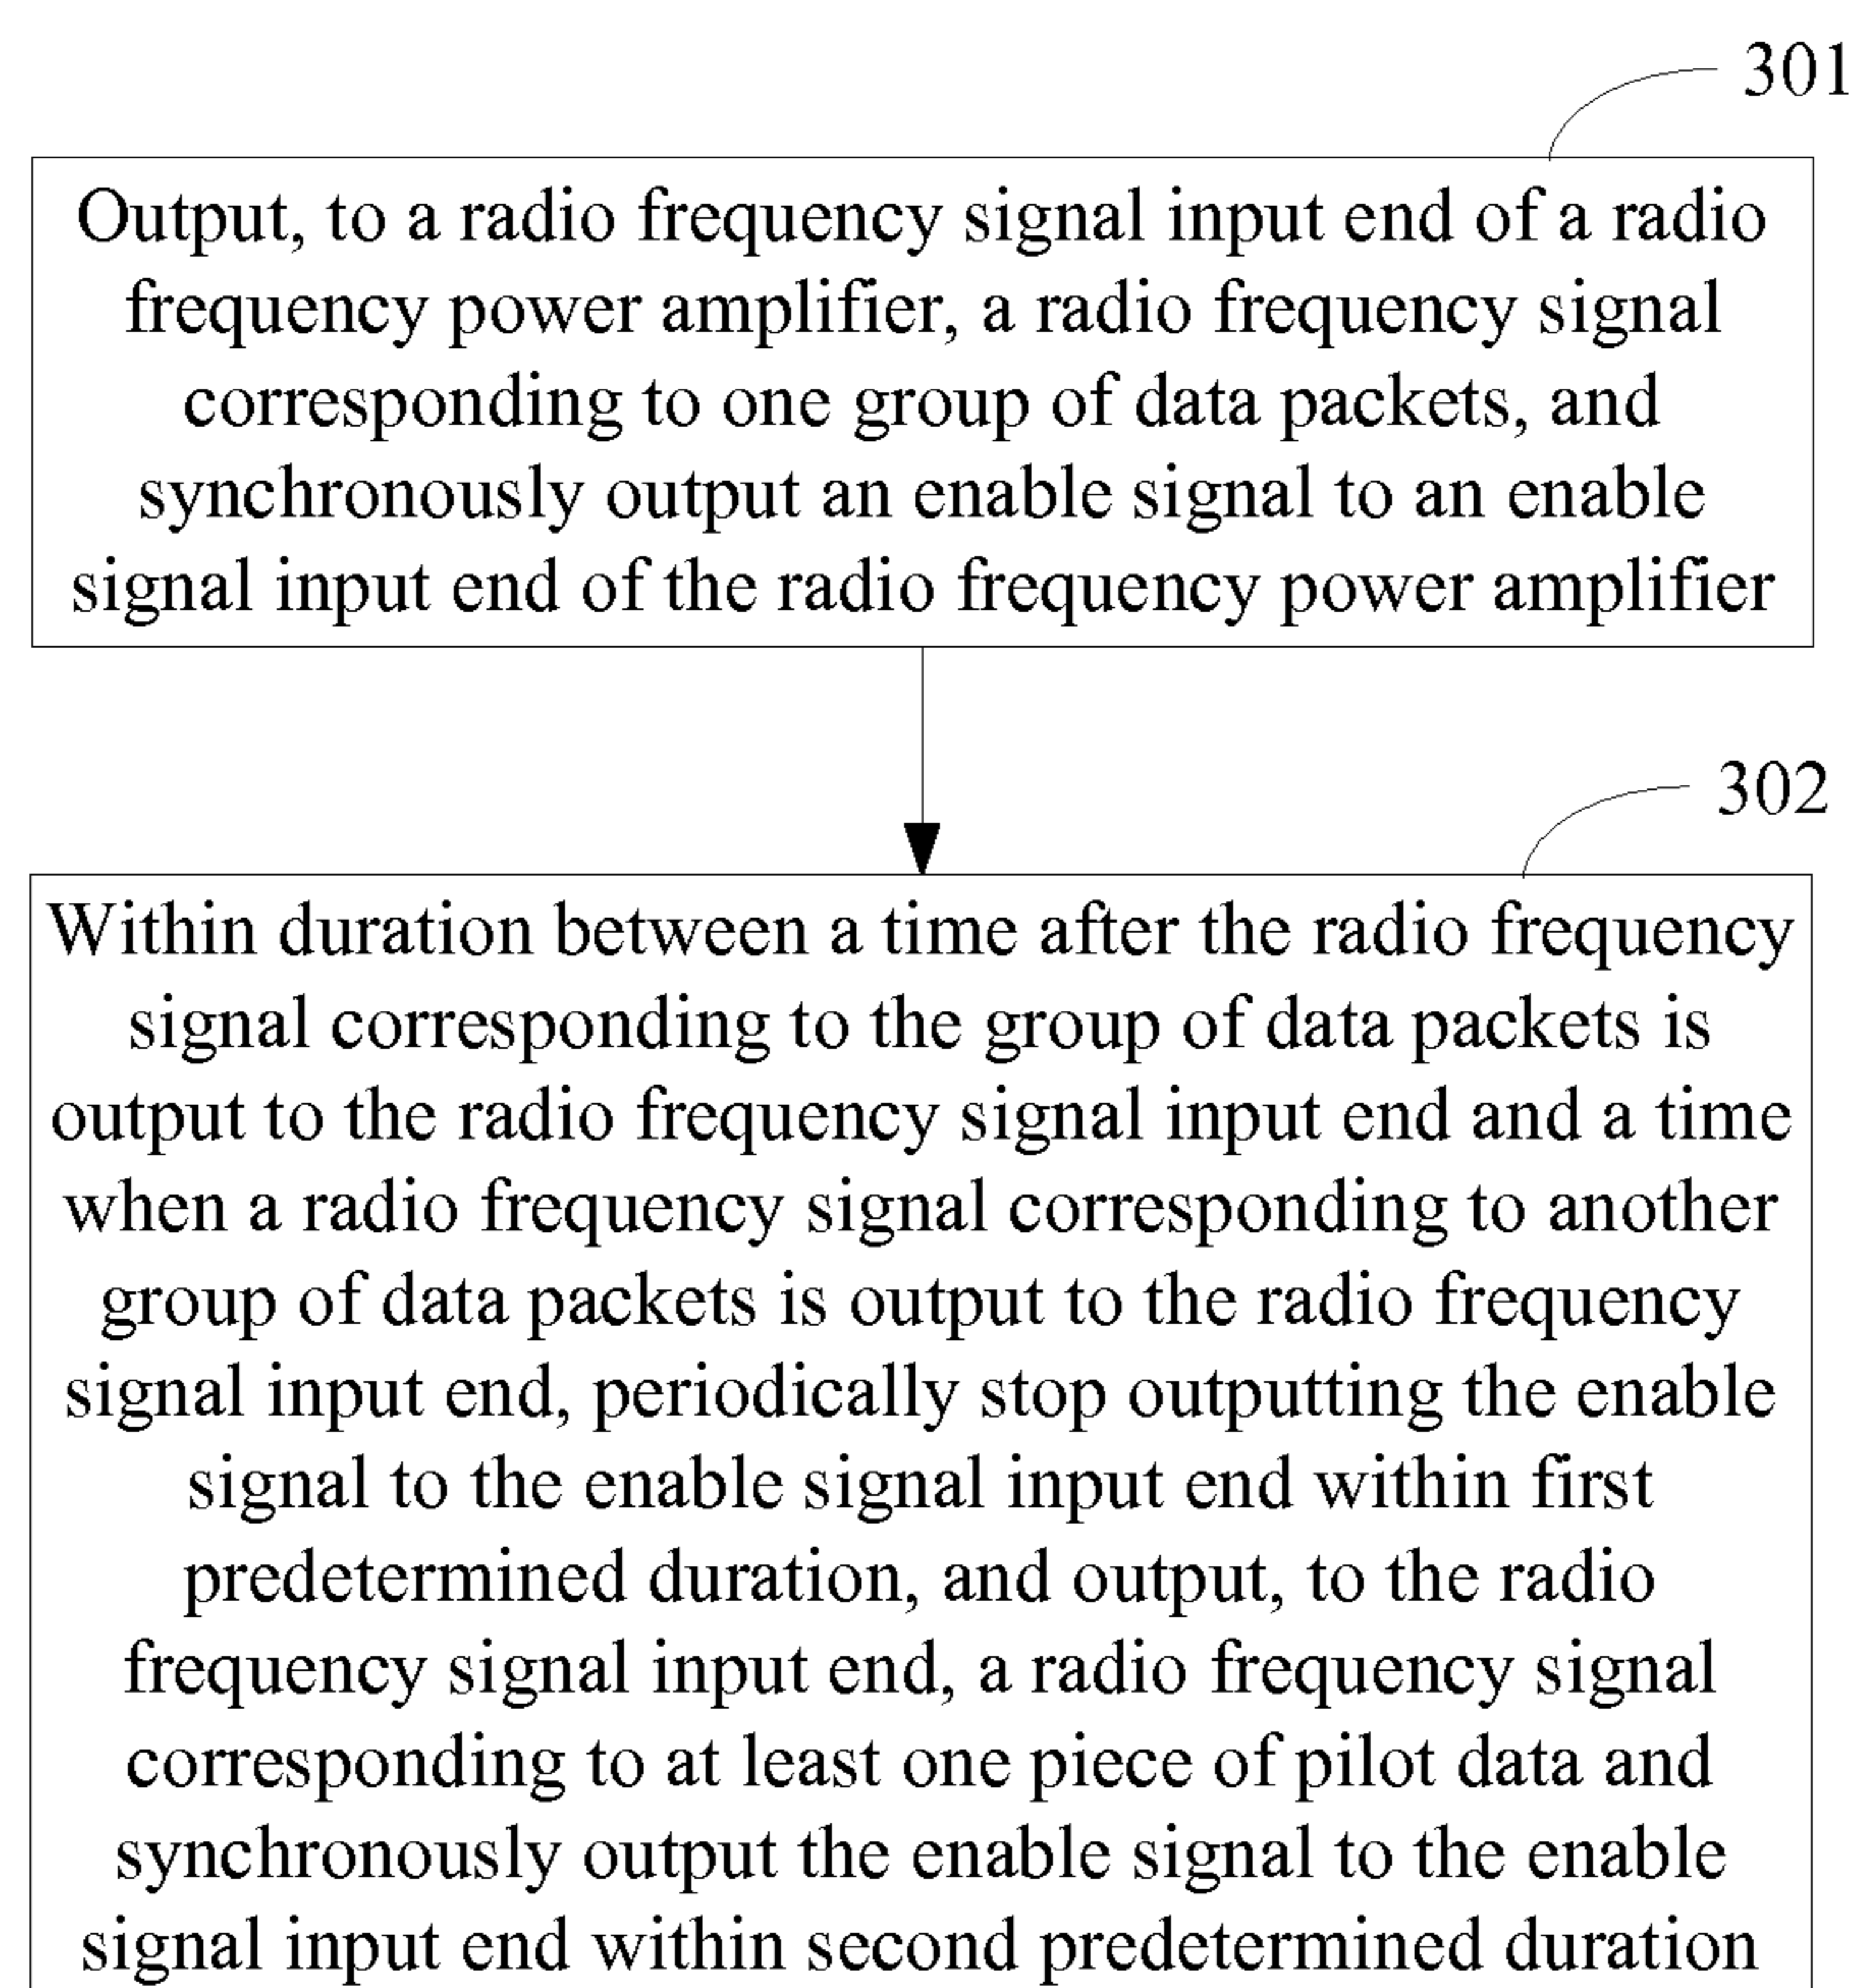 301
Output, to a radio frequency signal input end of a radio
frequency power amplifier, a radio frequency signal
corresponding to one group of data packets, and
synchronously output an enable signal to an enable
signal input end of the radio frequency power amplifier
302
Within duration between a time after the radio frequency
signal corresponding to the group of data packets is
output to the radio frequency signal input end and a time
when a radio frequency signal corresponding to another
group of data packets is output to the radio frequency
signal input end, periodically stop outputting the enable
signal to the enable signal input end within first
predetermined duration, and output, to the radio
frequency signal input end, a radio frequency signal
corresponding to at least one piece of pilot data and
synchronously output the enable signal to the enable
signal input end within second predetermined duration